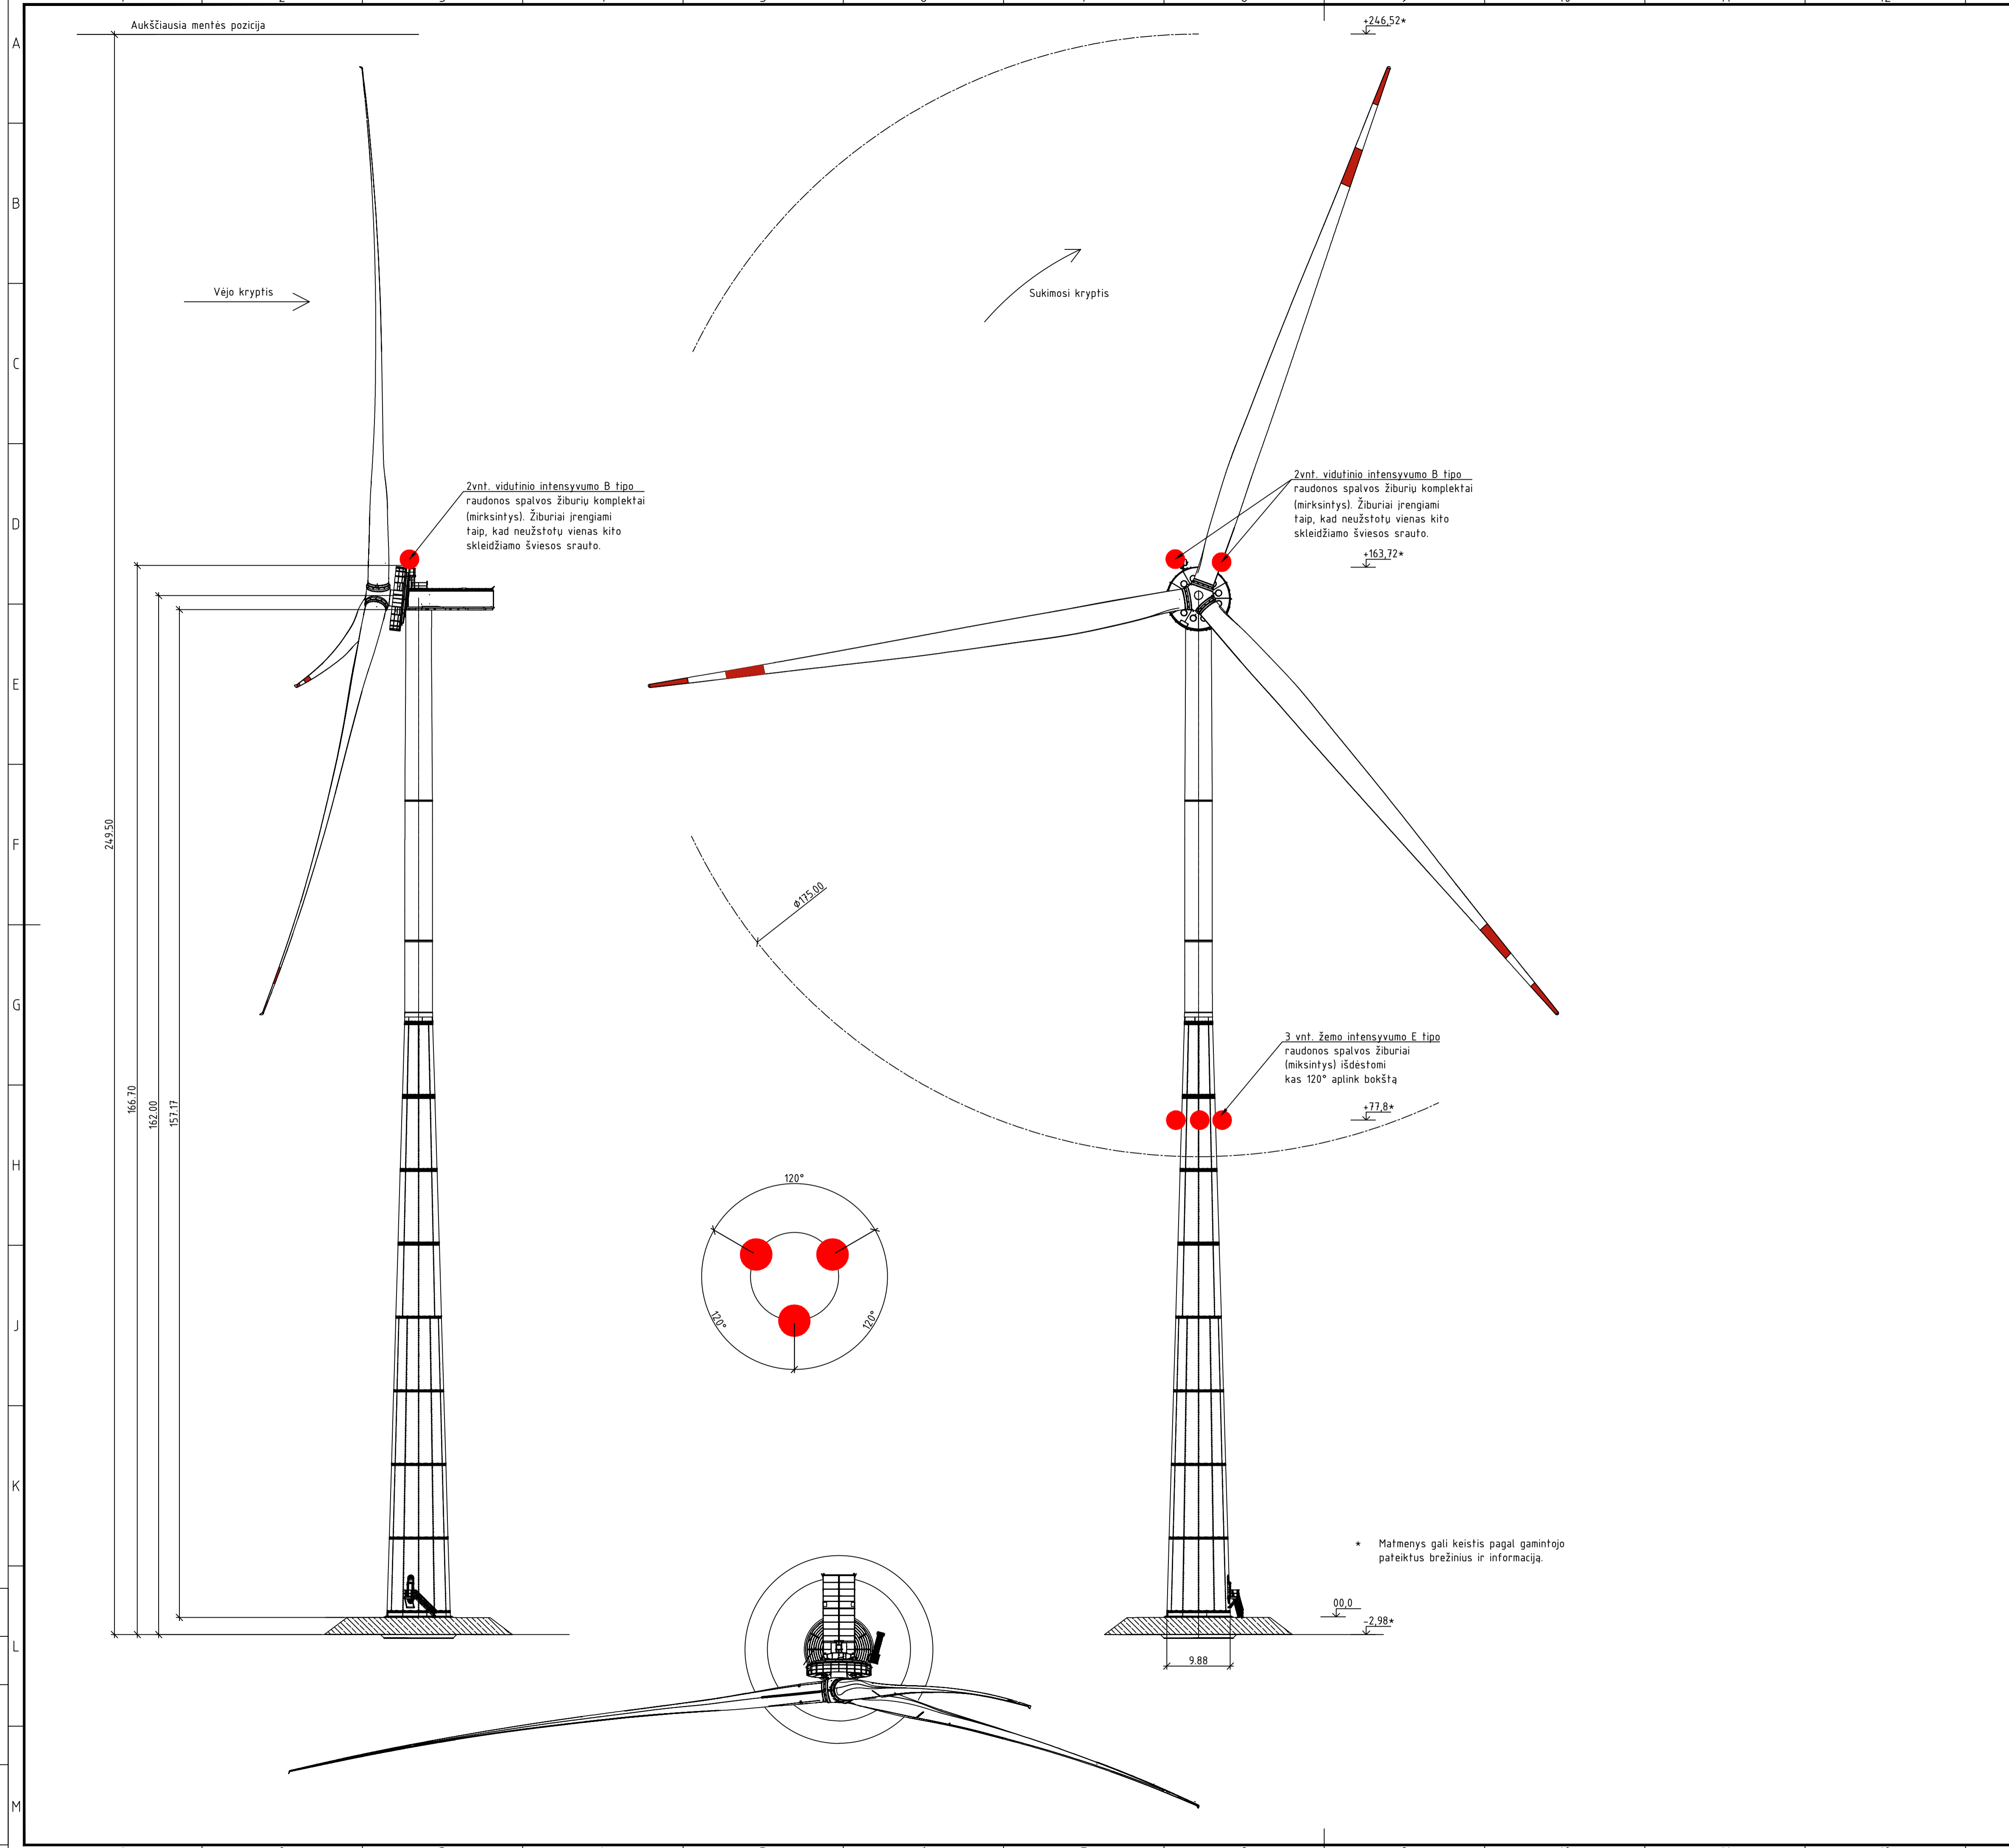 Aukščiausia mentės pozicija
+246,52*
A
B
Vėjo kryptis
Sukimosi kryptis
C
2vnt. vidutinio intensyvumo B tipo
raudonos spalvos žiburių komplektai
(mirksintys). Žiburiai įrengiami
taip, kad neužstotų vienas kito
skleidžiamo šviesos srauto.
2vnt. vidutinio intensyvumo B tipo
raudonos spalvos žiburių komplektai
(mirksintys). Žiburiai įrengiami
taip, kad neužstotų vienas kito
skleidžiamo šviesos srauto.
D
+163,72*
E
249.50
F
Ø175.00
G
3 vnt. žemo intensyvumo E tipo
raudonos spalvos žiburiai
(miksintys) išdėstomi
kas 120° aplink bokštą
166.70
162.00
157.17
+77,8*
H
120°
120°
120°
J
K
* Matmenys gali keistis pagal gamintojo
pateiktus brežinius ir informaciją.
00,0
-2,98*
L
9.88
M